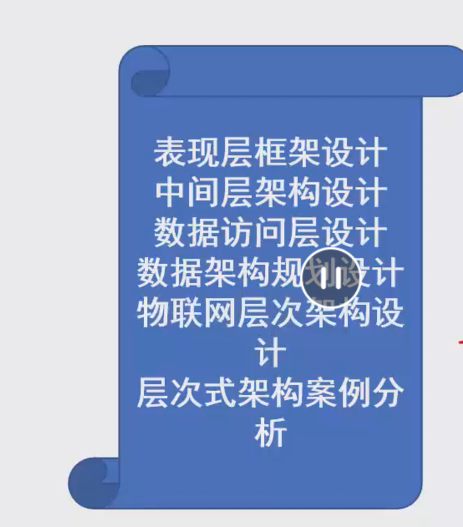 表现层框架设计
中间层架构设计
数据访问层设计
数据架构规划设计
物联网层次架构设
计
层次式架构案例分
析